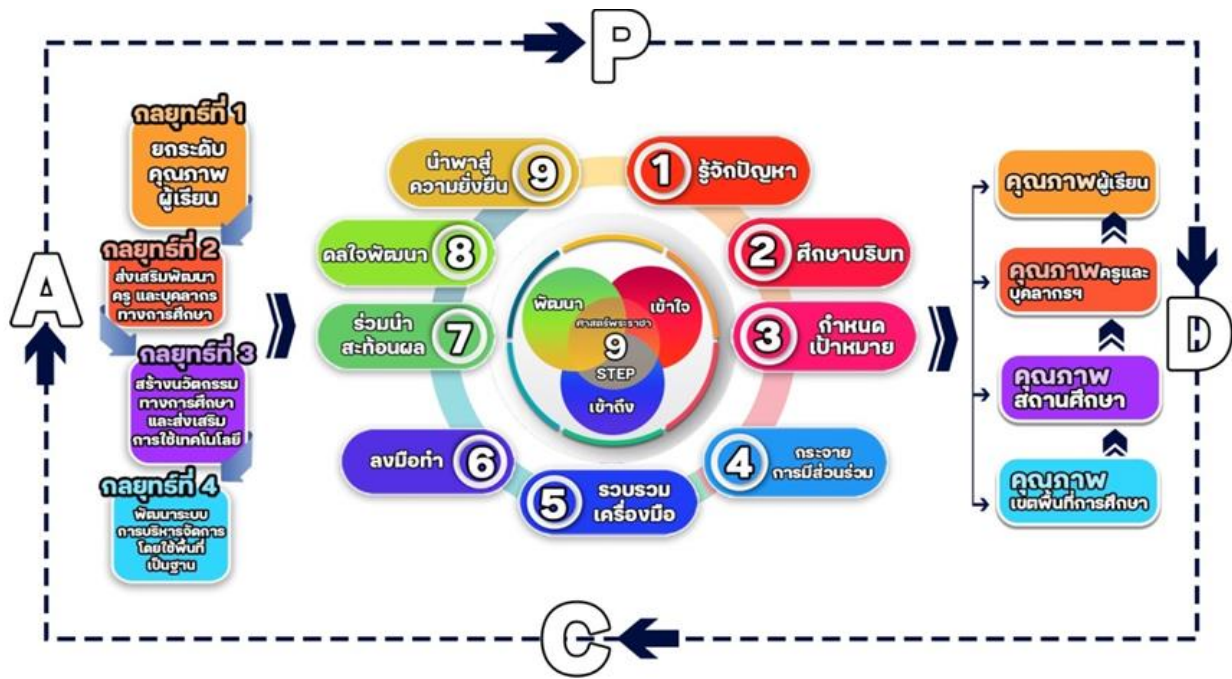 P
กลยุทธ์ที่ 1
ยกระดับ
คุณภาพ
ผู้เรียน
กลยุทธ์ที่ 2
ส่งเสริมพัฒนา
ครู และบุคลากร
ทางการศึกษา
กลยุทธ์ที่ 3
สร้างนวัตกรรม
ทางการศึกษา
และส่งเสริม
การใช้เทคโนโลยี
กลยุทธ์ที่ 4
พัฒนาระบบ
การบริหารจัดการ
โดยใช้พื้นที่
เป็นฐาน
A
1 รู้จักปัญหา
2 ศึกษาบริบท
3 กำหนด
เป้าหมาย
4 กระจาย
การมีส่วนร่วม
5 รวบรวม
เครื่องมือ
6 ลงมือทำ
7 ร่วมนำ
สะท้อนผล
8 ดลใจพัฒนา
9 นำพาสู่
ความยั่งยืน
พัฒนา
เข้าใจ
ศาสตร์พระราชา
9
STEP
เข้าถึง
คุณภาพผู้เรียน
คุณภาพครูและ
บุคลากรฯ
คุณภาพ
สถานศึกษา
คุณภาพ
เขตพื้นที่การศึกษา
D
C